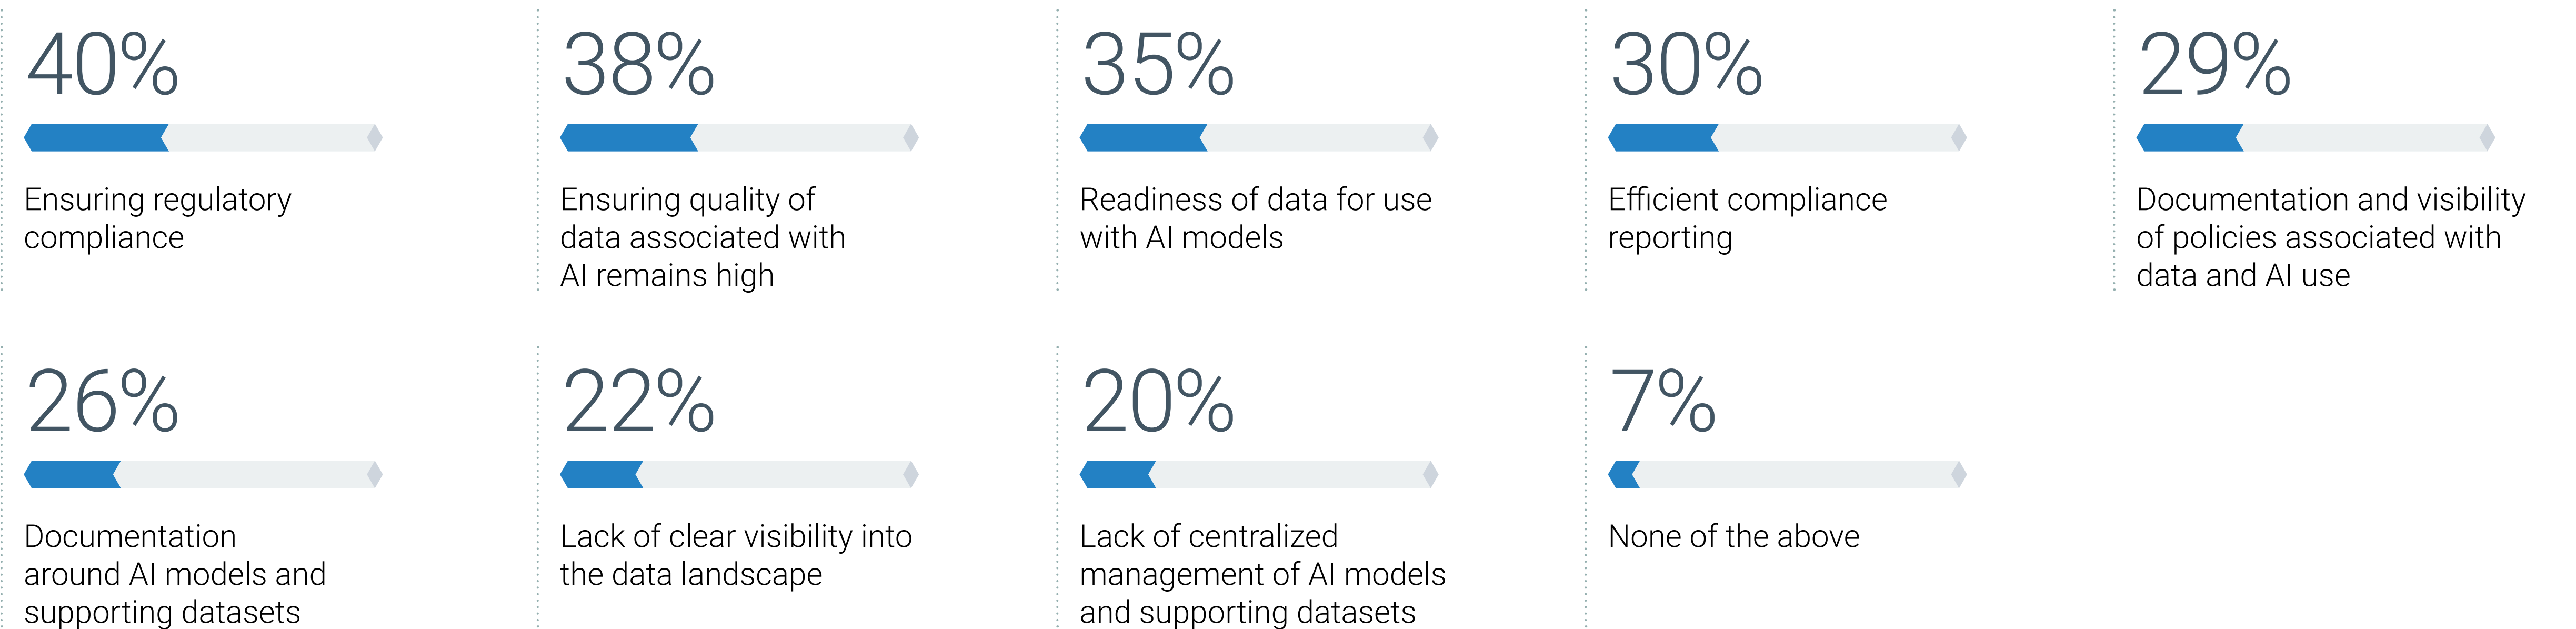 40%
Ensuring regulatory
compliance
38%
Ensuring quality of
data associated with
AI remains high
35%
Readiness of data for use
with AI models
30%
Efficient compliance
reporting
29%
Documentation and visibility
of policies associated with
data and AI use
26%
Documentation
around AI models and
supporting datasets
22%
Lack of clear visibility into
the data landscape
20%
Lack of centralized
management of AI models
and supporting datasets
7%
None of the above